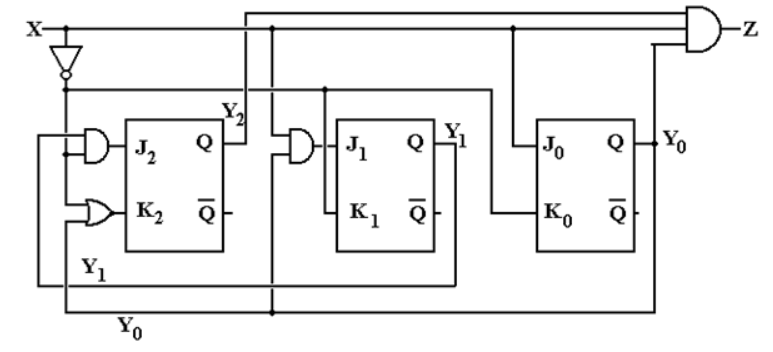 X Z
Y₂ Y₁ Y₀
J₂ Q J₁ Q J₀ Q
K₂ Q̅ K₁ Q̅ K₀ Q̅
Y₁
Y₀